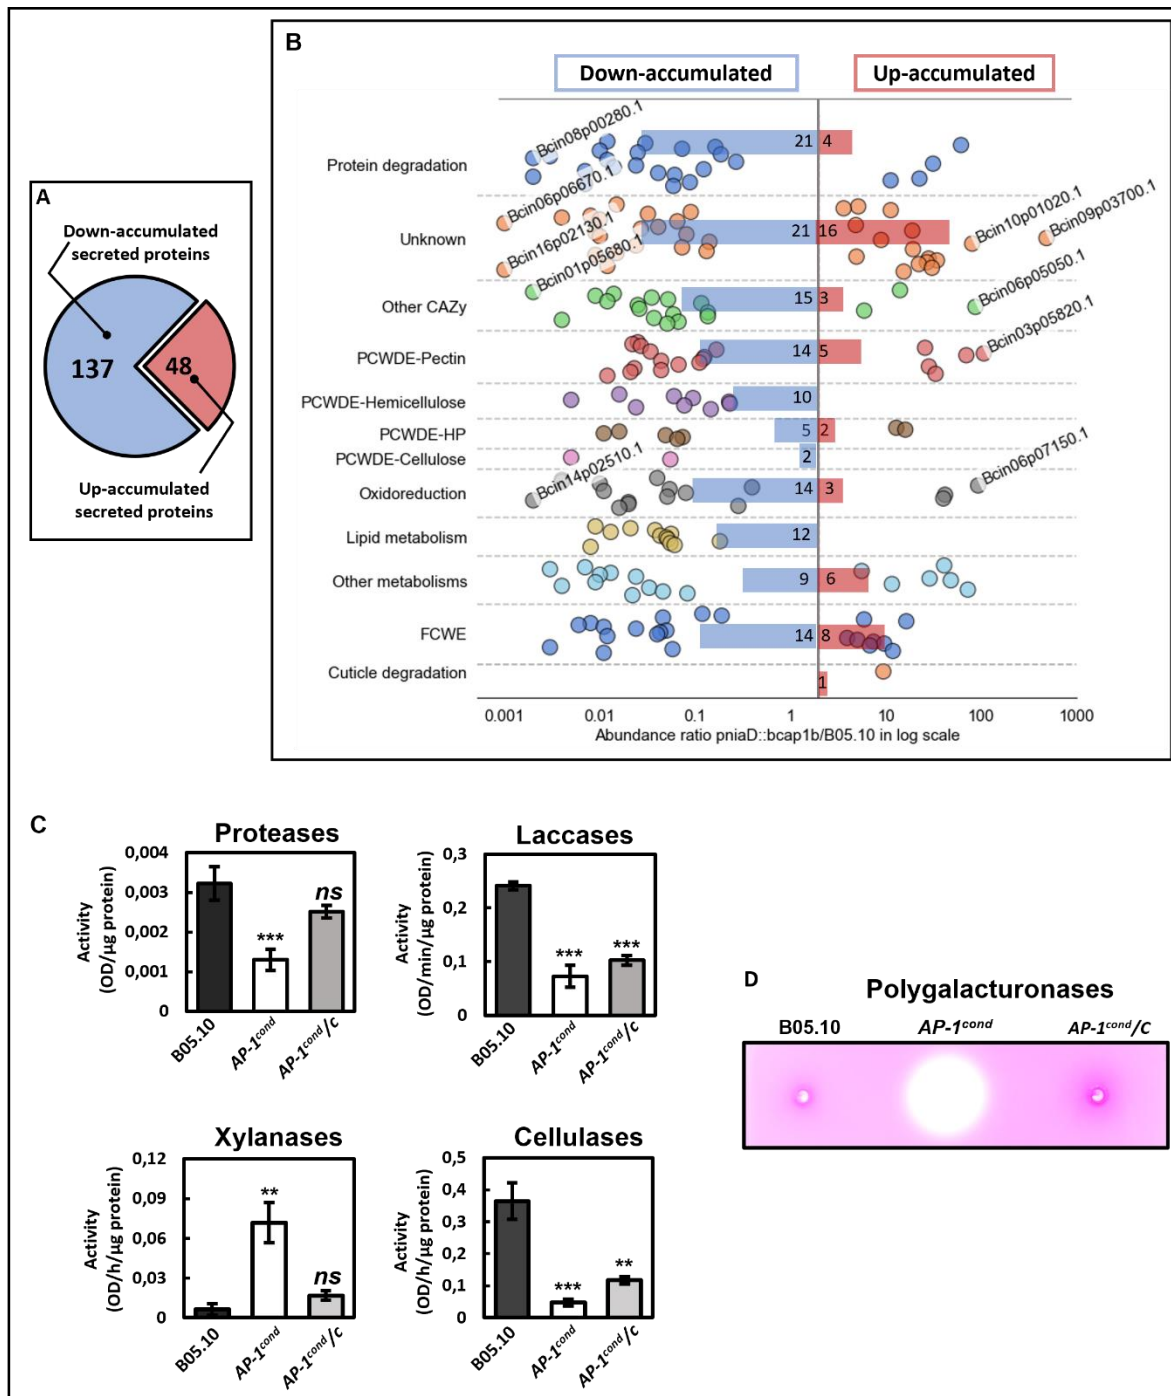 A
Down-accumulated
secreted proteins
137
48
Up-accumulated
secreted proteins
B
Down-accumulated
Up-accumulated
Bcin08p00280.1
Protein degradation
21
4
Bcin06p06670.1
Bcin16p02130.1
Bcin01p05680.1
Unknown
21
16
Bcin10p01020.1
Bcin09p03700.1
Other CAZy
15
3
Bcin06p05050.1
PCWDE-Pectin
14
5
Bcin03p05820.1
PCWDE-Hemicellulose
10
PCWDE-HP
5
2
PCWDE-Cellulose
2
Bcin14p02510.1
Oxidoreduction
14
3
Bcin06p07150.1
Lipid metabolism
12
Other metabolisms
9
6
FCWE
14
8
Cuticle degradation
1
0.001 0.01 0.1 1 10 100 1000
Abundance ratio pniaD::bcap1b/B05.10 in log scale
C
Proteases
Activity
(OD/µg protein)
0,004
0,003
0,002
0,001
0
***
ns
B05.10
AP-1cond
AP-1cond/C
Laccases
Activity
(OD/min/µg protein)
0,3
0,2
0,1
0
***
***
B05.10
AP-1cond
AP-1cond/C
Xylanases
Activity
(OD/h/µg protein)
0,12
0,09
0,06
0,03
0
**
ns
B05.10
AP-1cond
AP-1cond/C
Cellulases
Activity
(OD/h/µg protein)
0,5
0,4
0,3
0,2
0,1
0
***
**
B05.10
AP-1cond
AP-1cond/C
D
Polygalacturonases
B05.10 AP-1cond AP-1cond/C